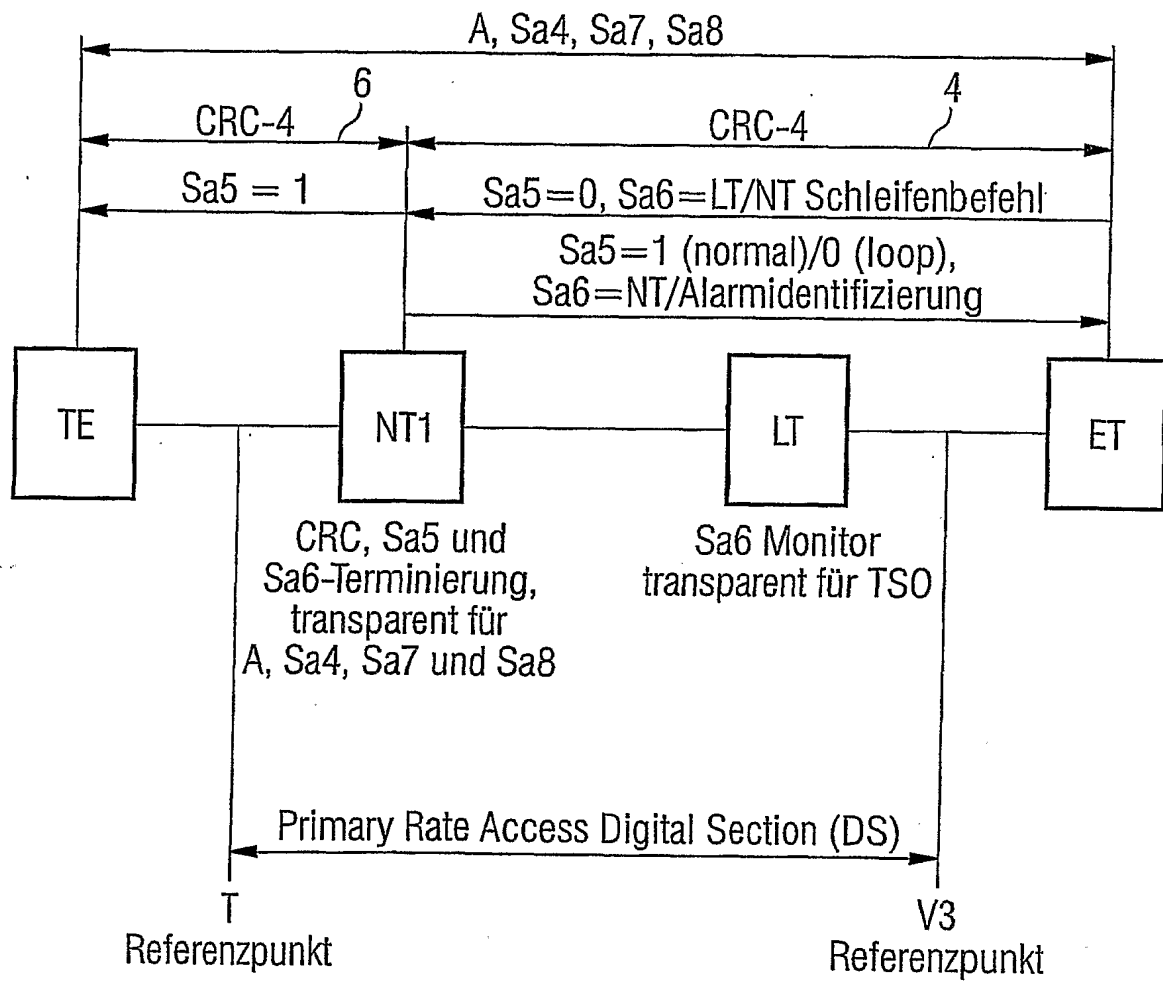 A, Sa4, Sa7, Sa8
6
4
CRC-4
CRC-4
Sa5 = 1
Sa5=0, Sa6=LT/NT Schleifenbefehl
Sa5=1 (normal)/0 (loop),
Sa6=NT/Alarmidentifizierung
TE
NT1
LT
ET
CRC, Sa5 und
Sa6-Terminierung,
transparent für
A, Sa4, Sa7 und Sa8
Sa6 Monitor
transparent für TSO
Primary Rate Access Digital Section (DS)
T
Referenzpunkt
V3
Referenzpunkt